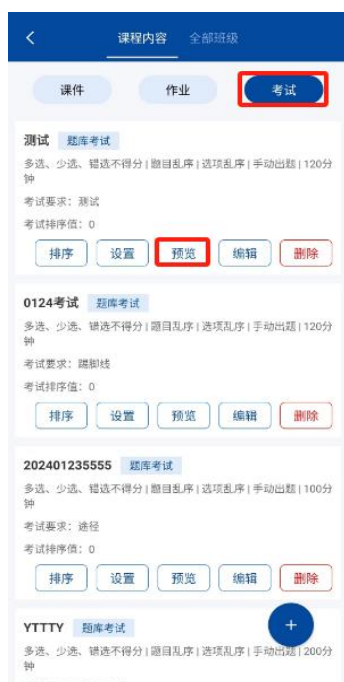 课程内容 全部班级
课件 作业 考试
测试 题库考试
多选、少选、错选不得分|题目乱序|选项乱序|手动出题|120分
钟
考试要求：测试
考试排序值：0
排序 设置 预览 编辑 删除
0124考试 题库考试
多选、少选、错选不得分|题目乱序|选项乱序|手动出题|120分
钟
考试要求：踢脚线
考试排序值：0
排序 设置 预览 编辑 删除
202401235555 题库考试
多选、少选、错选不得分|题目乱序|选项乱序|手动出题|100分
钟
考试要求：途径
考试排序值：0
排序 设置 预览 编辑 删除
YTTTY 题库考试
+
多选、少选、错选不得分|题目乱序|选项乱序|手动出题|200分
钟